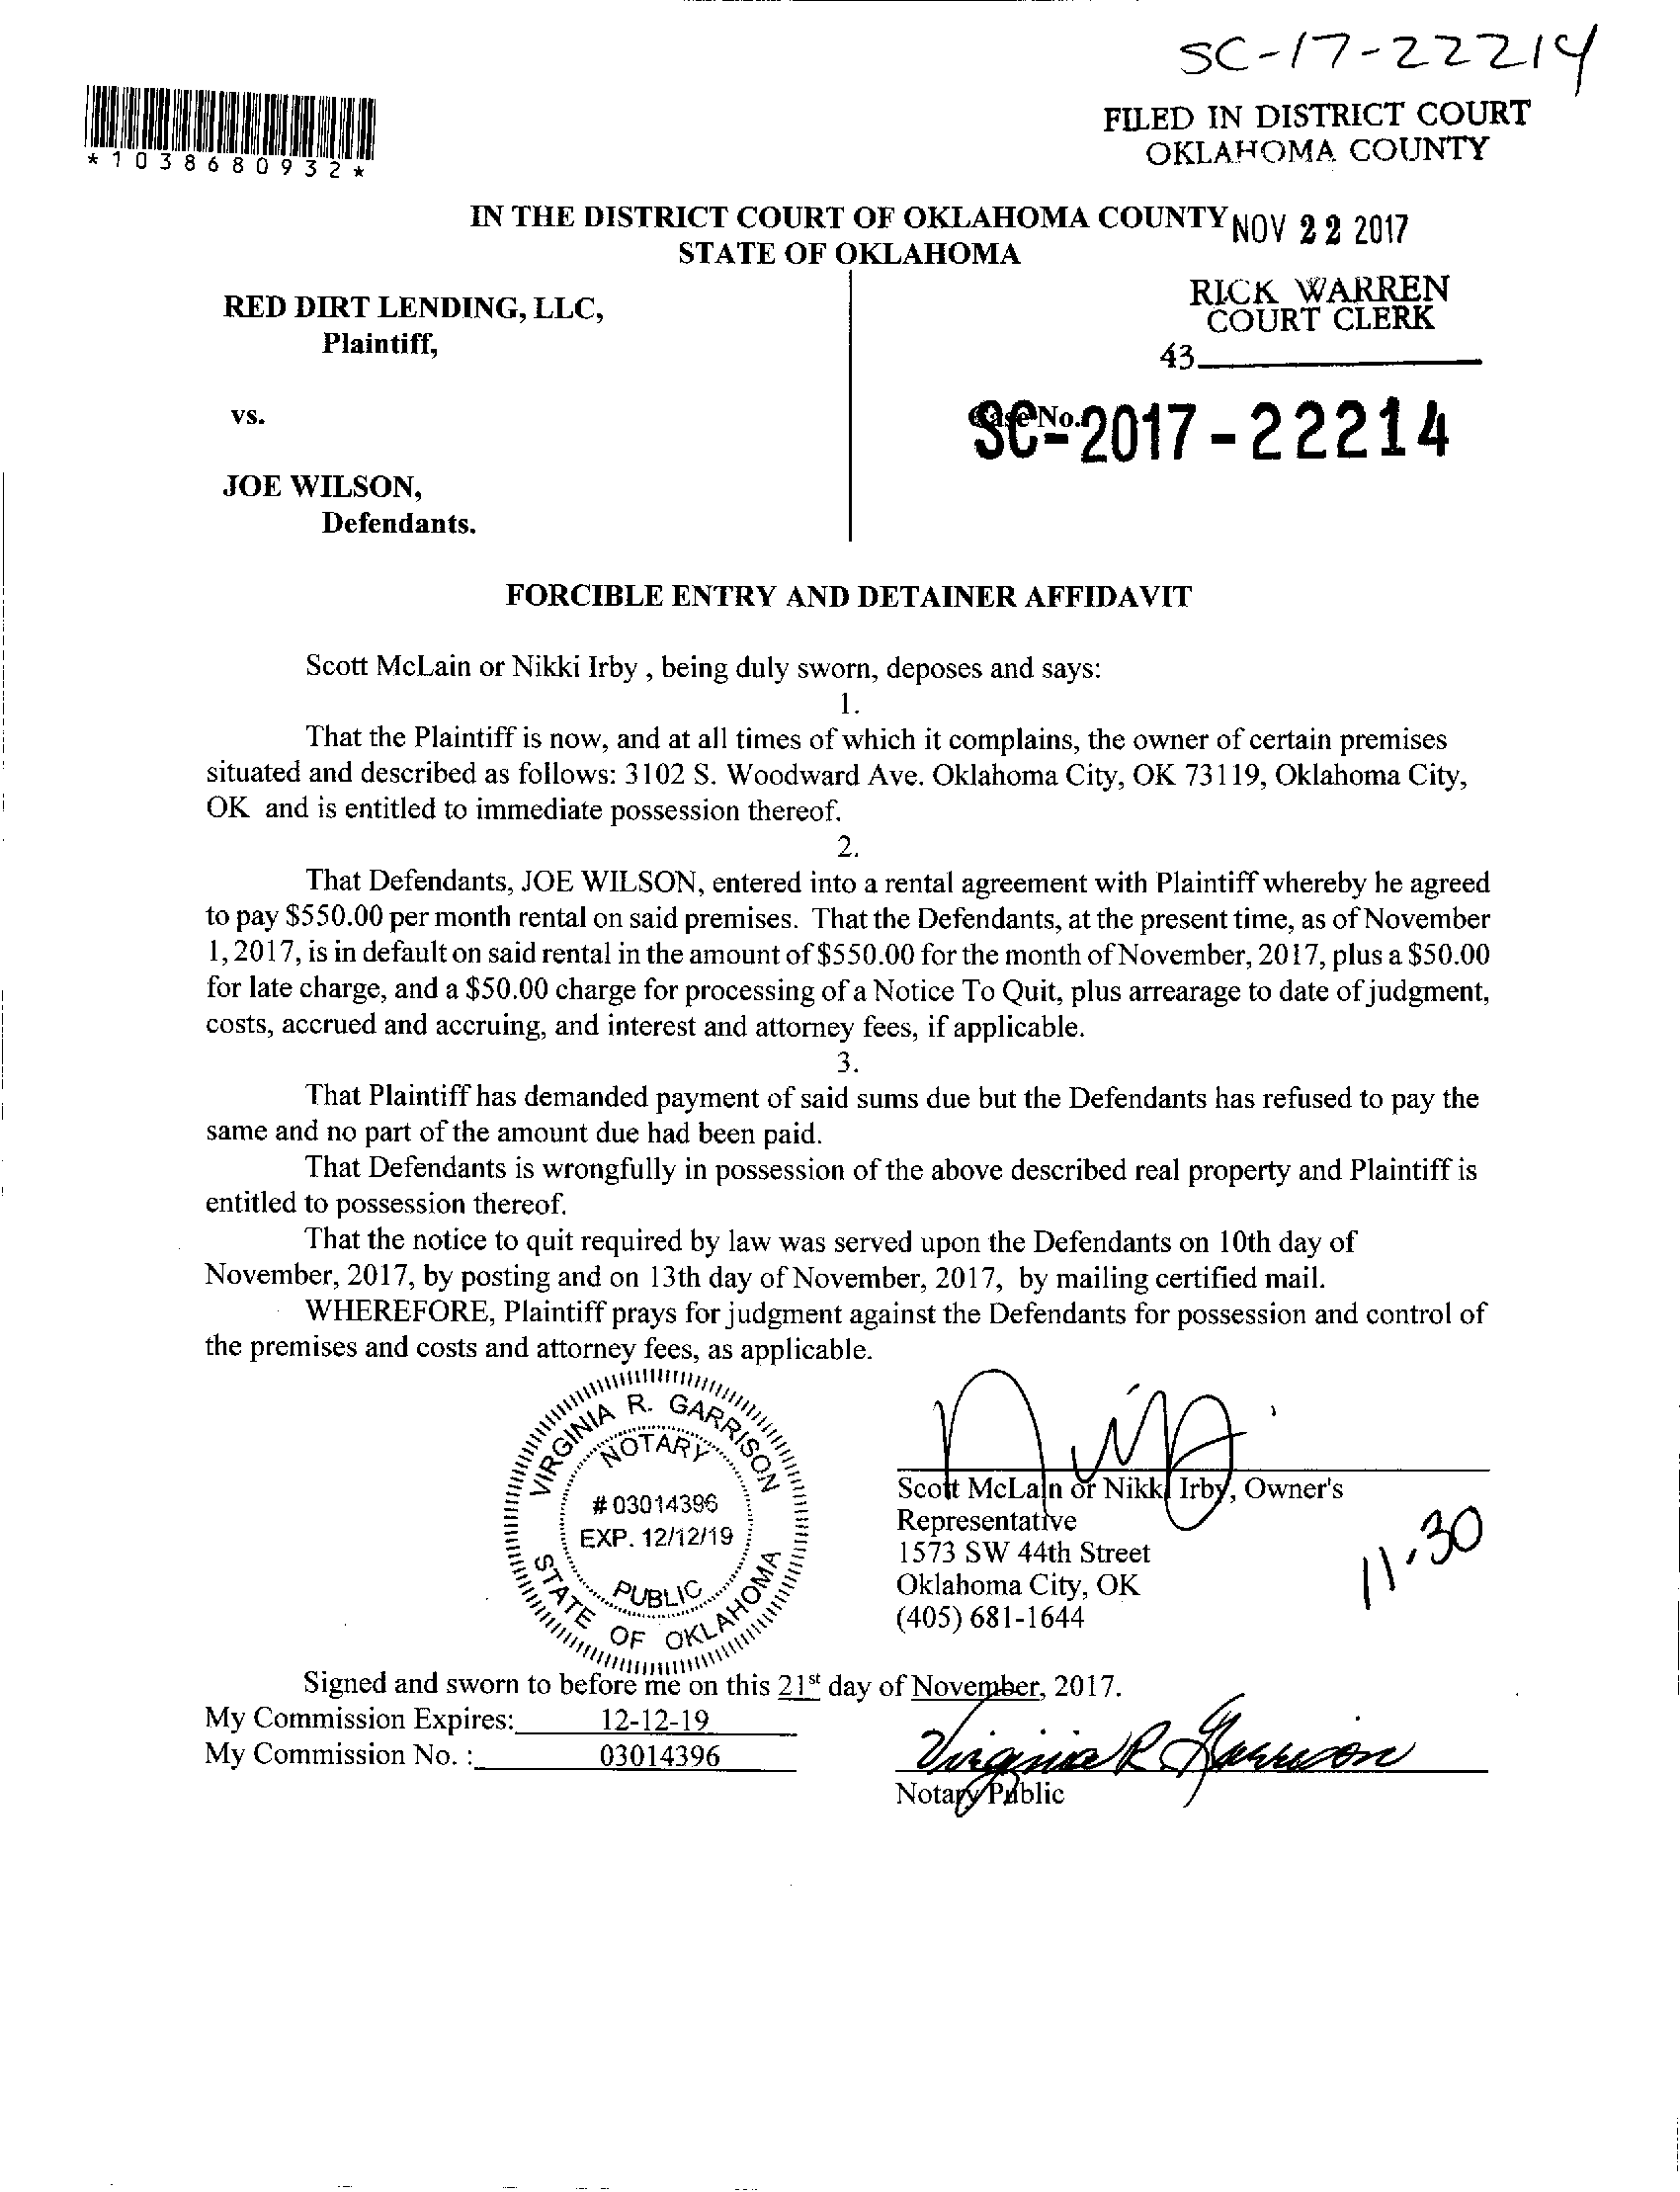 SC-17-22214
*1038680932*
FILED IN DISTRICT COURT
OKLAHOMA COUNTY
IN THE DISTRICT COURT OF OKLAHOMA COUNTY NOV 22 2017
STATE OF OKLAHOMA
RICK WARREN
COURT CLERK
43
RED DIRT LENDING, LLC,
Plaintiff,
vs.
Case No.
SC-2017-22214
JOE WILSON,
Defendants.
FORCIBLE ENTRY AND DETAINER AFFIDAVIT
Scott McLain or Nikki Irby , being duly sworn, deposes and says:
1.
That the Plaintiff is now, and at all times of which it complains, the owner of certain premises
situated and described as follows: 3102 S. Woodward Ave. Oklahoma City, OK 73119, Oklahoma City,
OK and is entitled to immediate possession thereof.
2.
That Defendants, JOE WILSON, entered into a rental agreement with Plaintiff whereby he agreed
to pay $550.00 per month rental on said premises. That the Defendants, at the present time, as of November
1, 2017, is in default on said rental in the amount of $550.00 for the month of November, 2017, plus a $50.00
for late charge, and a $50.00 charge for processing of a Notice To Quit, plus arrearage to date of judgment,
costs, accrued and accruing, and interest and attorney fees, if applicable.
3.
That Plaintiff has demanded payment of said sums due but the Defendants has refused to pay the
same and no part of the amount due had been paid.
That Defendants is wrongfully in possession of the above described real property and Plaintiff is
entitled to possession thereof.
That the notice to quit required by law was served upon the Defendants on 10th day of
November, 2017, by posting and on 13th day of November, 2017, by mailing certified mail.
WHEREFORE, Plaintiff prays for judgment against the Defendants for possession and control of
the premises and costs and attorney fees, as applicable.
VIRGINIA R. GARRISON
NOTARY
# 03014396
EXP. 12/12/19
PUBLIC
STATE OF OKLAHOMA
Scott McLain or Nikki Irby, Owner's
Representative
1573 SW 44th Street
Oklahoma City, OK
(405) 681-1644
11-30
Signed and sworn to before me on this 21st day of November, 2017.
My Commission Expires: 12-12-19
My Commission No. : 03014396
Virginia R Garrison
Notary Public